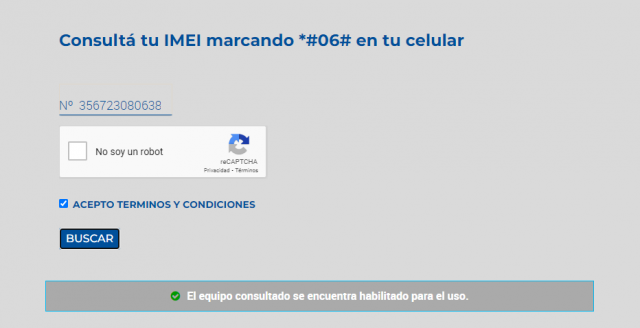 Consultá tu IMEI marcando *#06# en tu celular
Nº 356723080638
No soy un robot
reCAPTCHA
Privacidad - Términos
ACEPTO TERMINOS Y CONDICIONES
BUSCAR
El equipo consultado se encuentra habilitado para el uso.